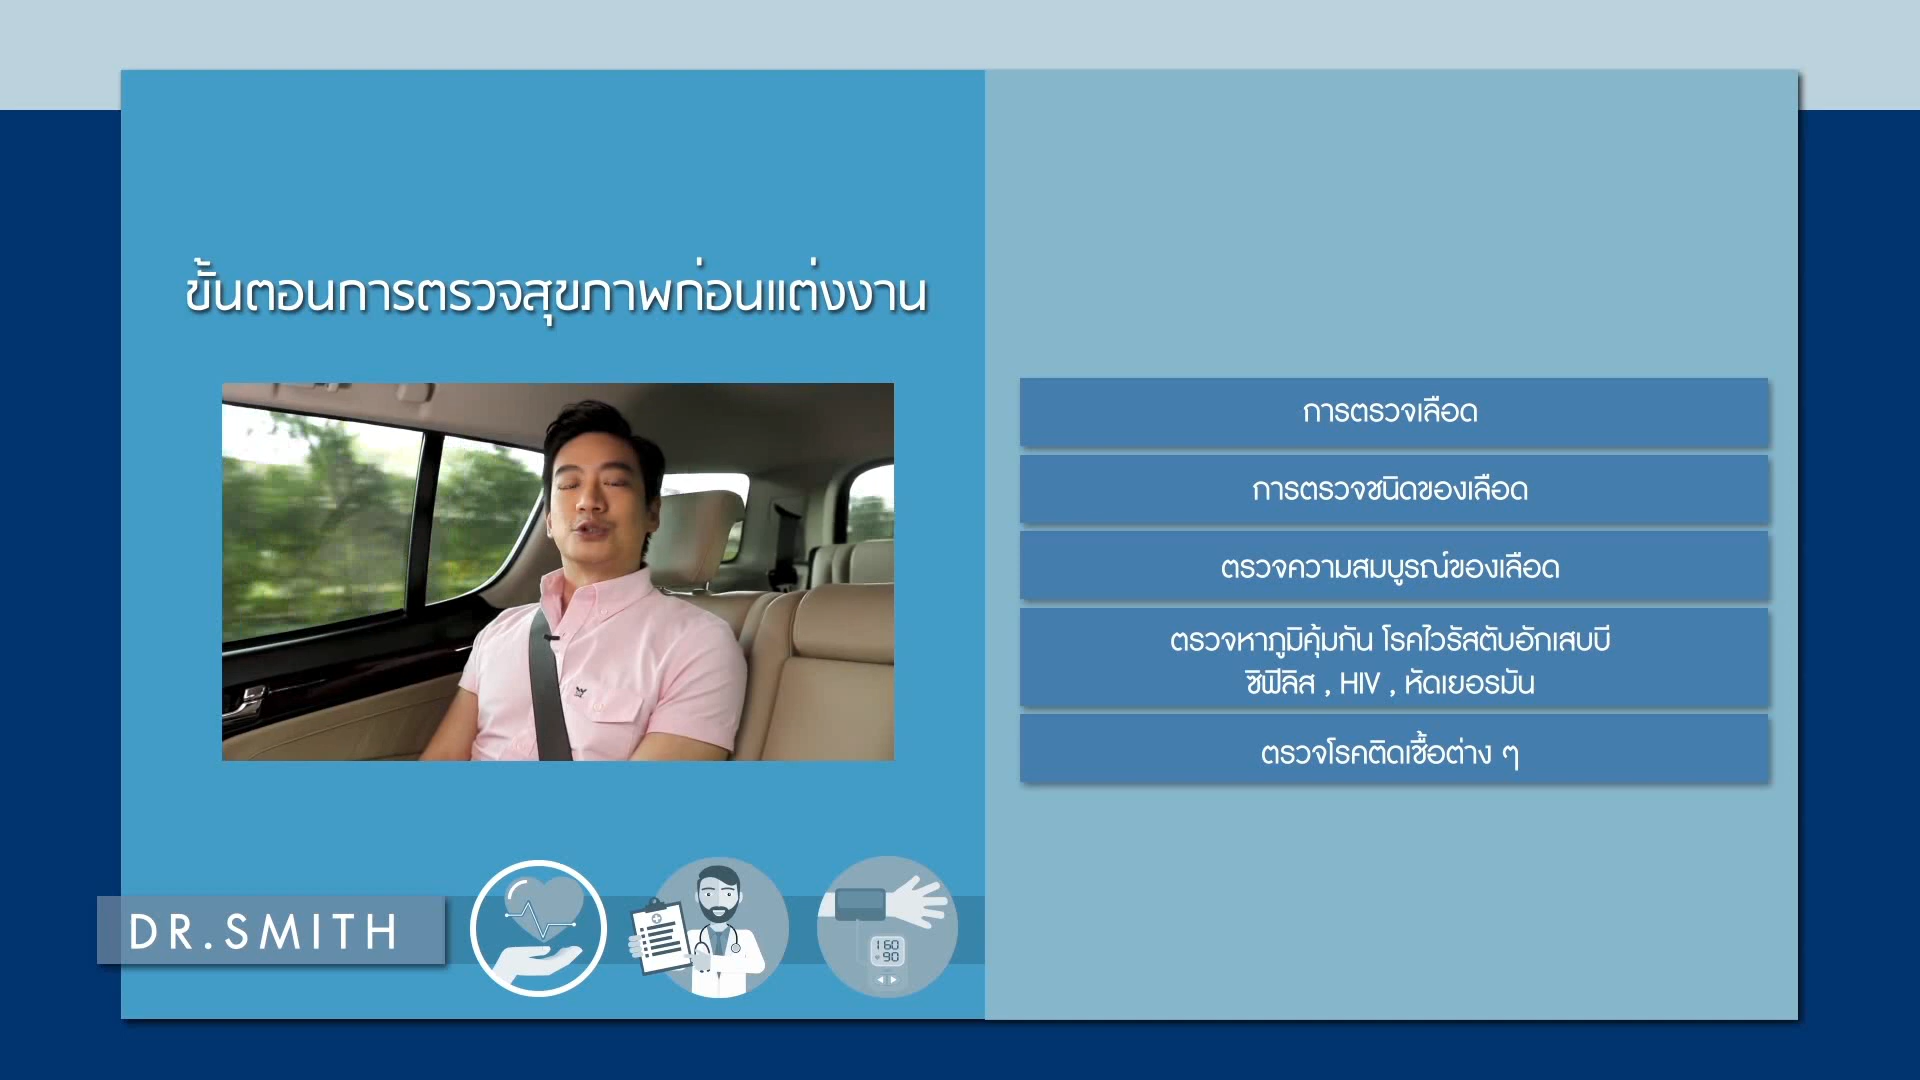 ขั้นตอนการตรวจสุขภาพก่อนแต่งงาน
การตรวจเลือด
การตรวจชนิดของเลือด
ตรวจความสมบูรณ์ของเลือด
ตรวจหาภูมิคุ้มกัน โรคไวรัสตับอักเสบบี
ซิฟิลิส , HIV , หัดเยอรมัน
ตรวจโรคติดเชื้อต่าง ๆ
DR.SMITH
160
90